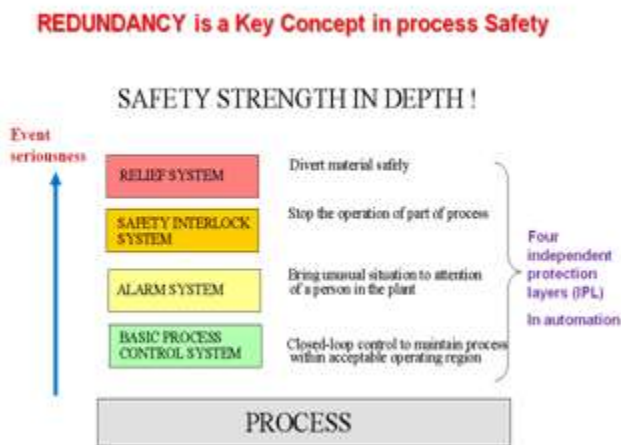 REDUNDANCY is a Key Concept in process Safety
SAFETY STRENGTH IN DEPTH !
Event
seriousness
RELIEF SYSTEM
Divert material safely
SAFETY INTERLOCK
SYSTEM
Stop the operation of part of process
ALARM SYSTEM
Bring unusual situation to attention
of a person in the plant
BASIC PROCESS
CONTROL SYSTEM
Closed-loop control to maintain process
within acceptable operating region
Four
independent
protection
layers (IPL)
In automation
PROCESS